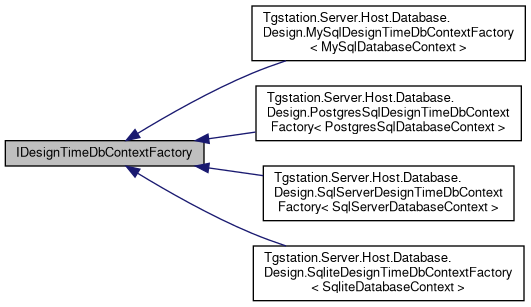 Tgstation.Server.Host.Database.
Design.MySqlDesignTimeDbContextFactory
< MySqlDatabaseContext >
Tgstation.Server.Host.Database.
Design.PostgresSqlDesignTimeDbContext
Factory< PostgresSqlDatabaseContext >
IDesignTimeDbContextFactory
Tgstation.Server.Host.Database.
Design.SqlServerDesignTimeDbContext
Factory< SqlServerDatabaseContext >
Tgstation.Server.Host.Database.
Design.SqliteDesignTimeDbContextFactory
< SqliteDatabaseContext >